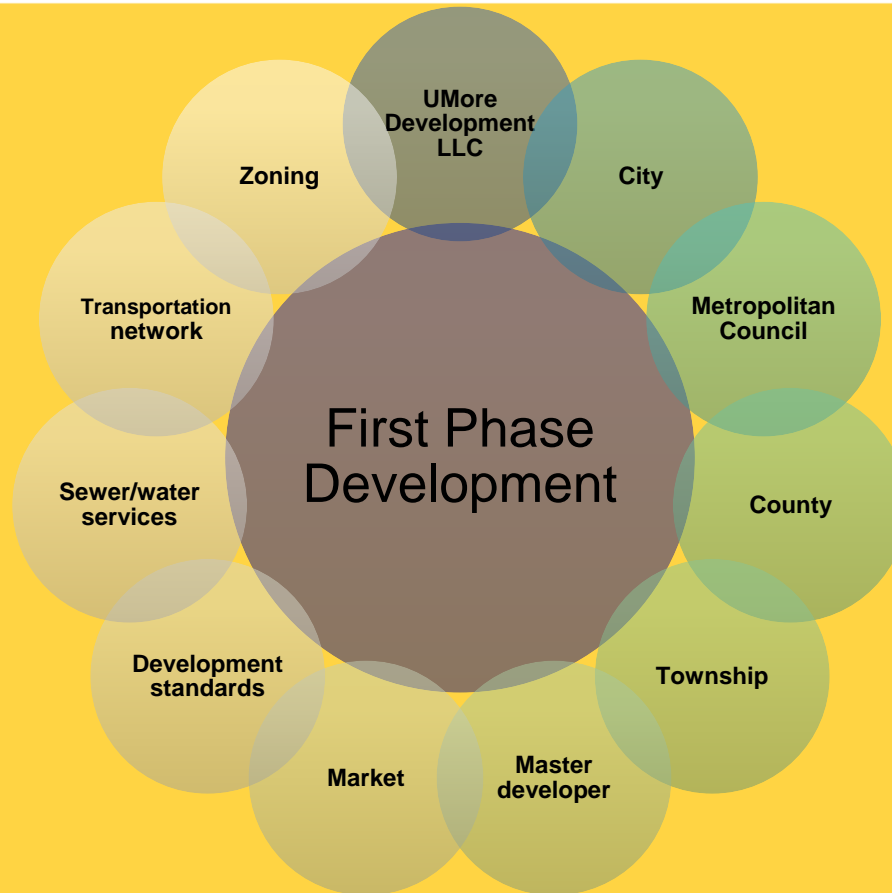 UMore
Development
LLC
City
Metropolitan
Council
County
Township
Master
developer
Market
Development
standards
Sewer/water
services
Transportation
network
Zoning
First Phase
Development